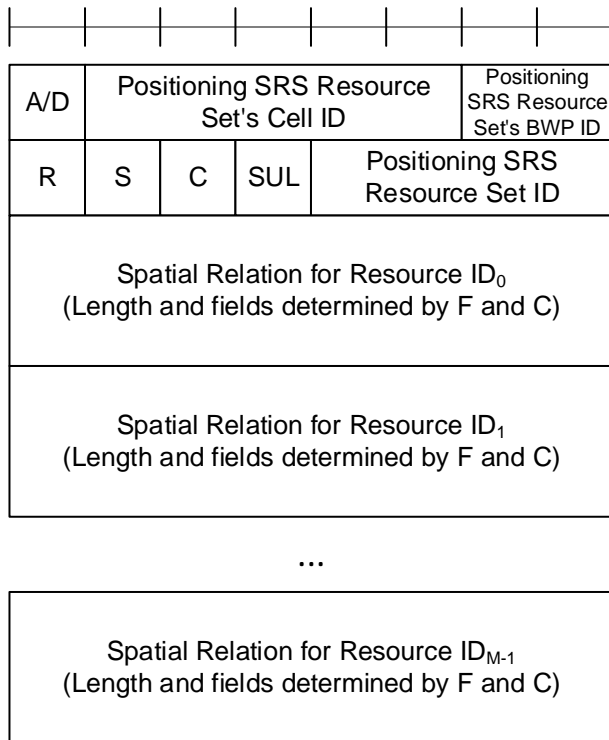 A/D
Positioning SRS Resource
Set's Cell ID
Positioning
SRS Resource
Set's BWP ID
R
S
C
SUL
Positioning SRS
Resource Set ID
Spatial Relation for Resource ID₀
(Length and fields determined by F and C)
Spatial Relation for Resource ID₁
(Length and fields determined by F and C)
...
Spatial Relation for Resource ID_{M-1}
(Length and fields determined by F and C)